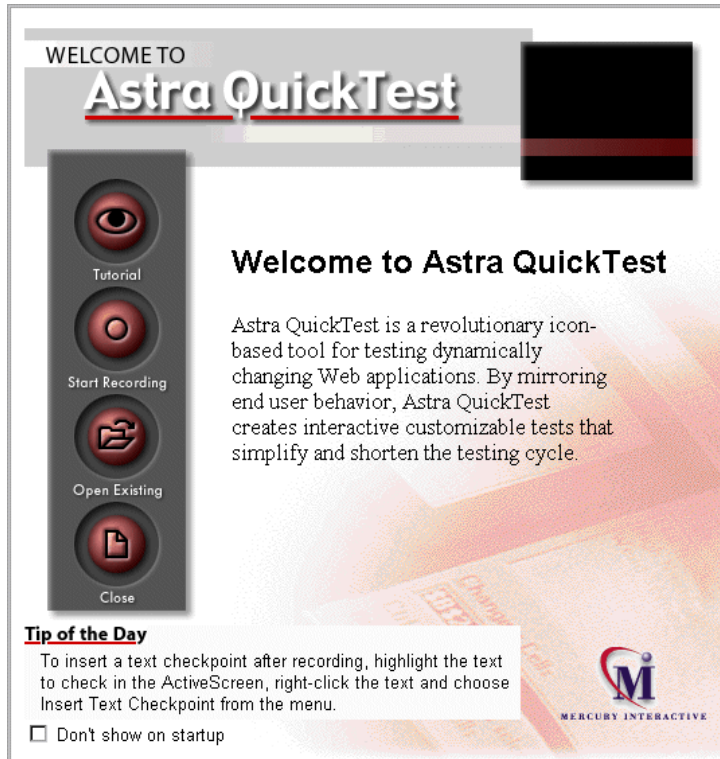 WELCOME TO
Astra QuickTest
Tutorial
Start Recording
Open Existing
Close
Welcome to Astra QuickTest
Astra QuickTest is a revolutionary icon-
based tool for testing dynamically
changing Web applications. By mirroring
end user behavior, Astra QuickTest
creates interactive customizable tests that
simplify and shorten the testing cycle.
Tip of the Day
To insert a text checkpoint after recording, highlight the text
to check in the ActiveScreen, right-click the text and choose
Insert Text Checkpoint from the menu.
Don't show on startup
MERCURY INTERACTIVE